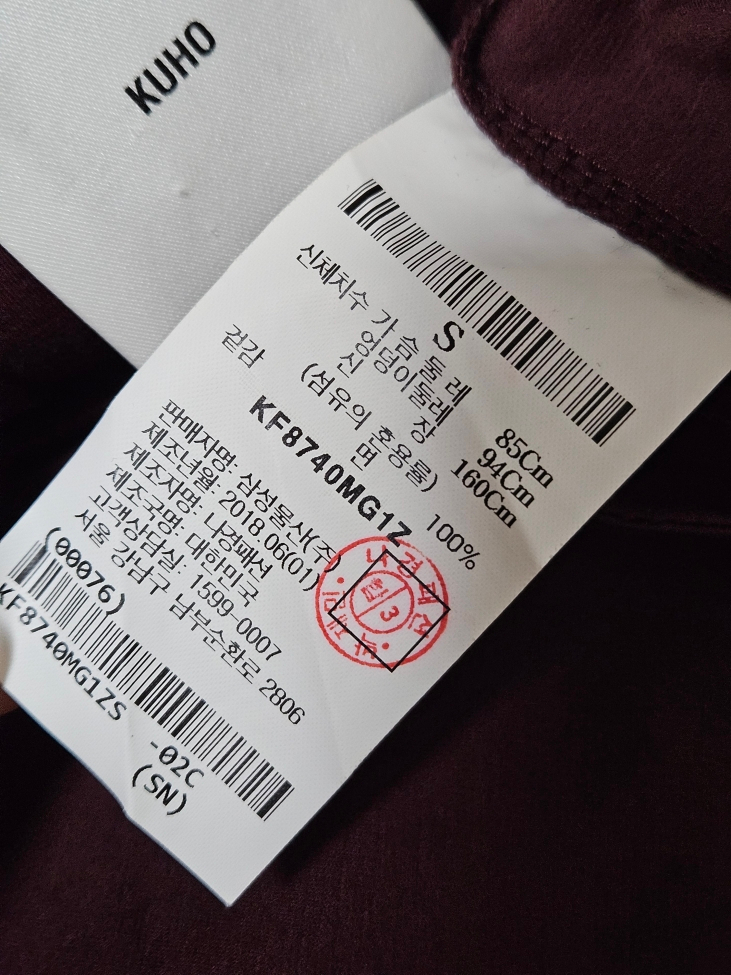 KUHO
S
신체치수 가 슴 둘 레 85Cm
엉덩이둘레 94Cm
신 장 160Cm
(섬유의 혼용률)
겉감 면 100%
KF8740MG1Z
판매자명: 삼성물산(주)
제조년월: 2018.06(01)
제조자명: 나경패션
제조국명: 대한민국
고객상담실: 1599-0007
서울 강남구 남부순환로 2806
(00076)
KF8740MG1ZS -02C
(SN)
3